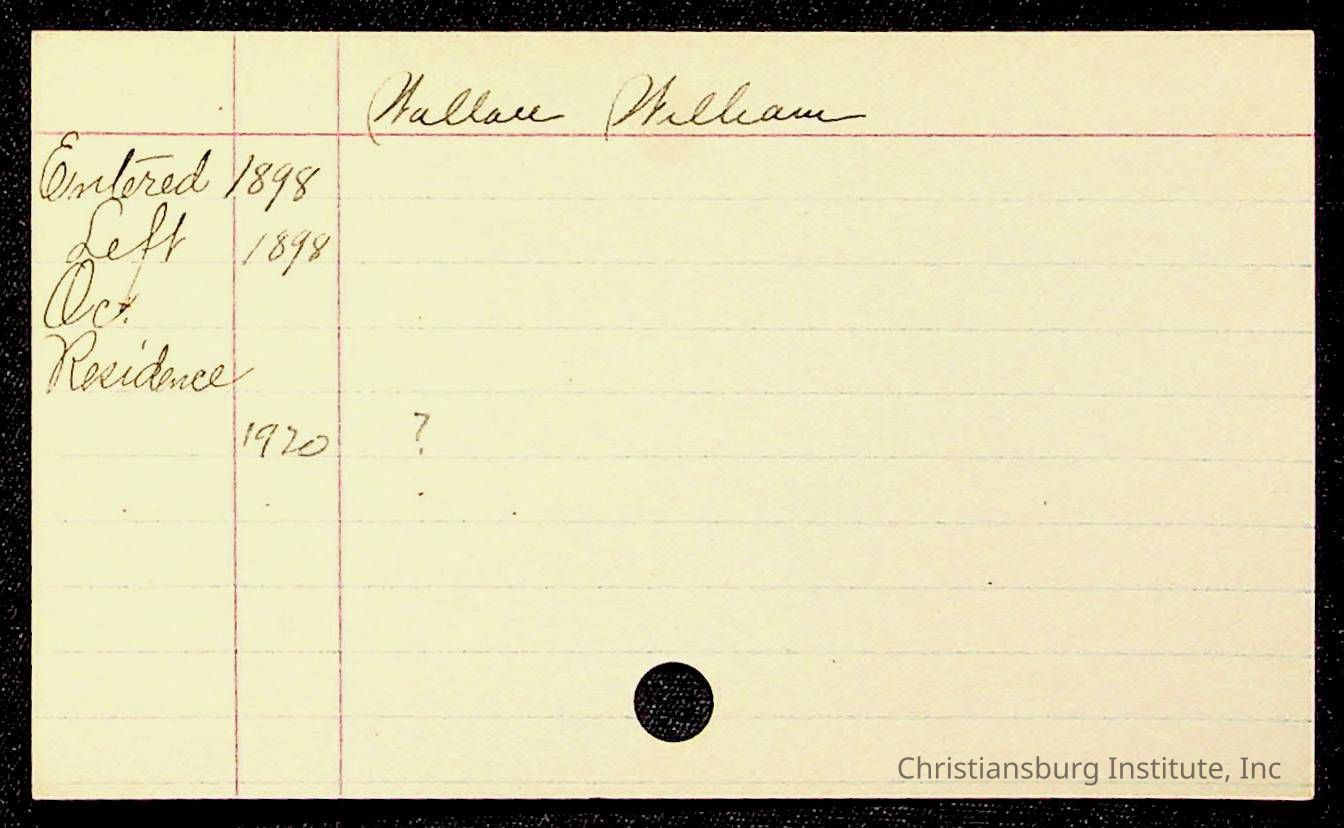 Wallace William
Entered 1898
Left 1898
Oc.
Residence
1920 ?
Christiansburg Institute, Inc